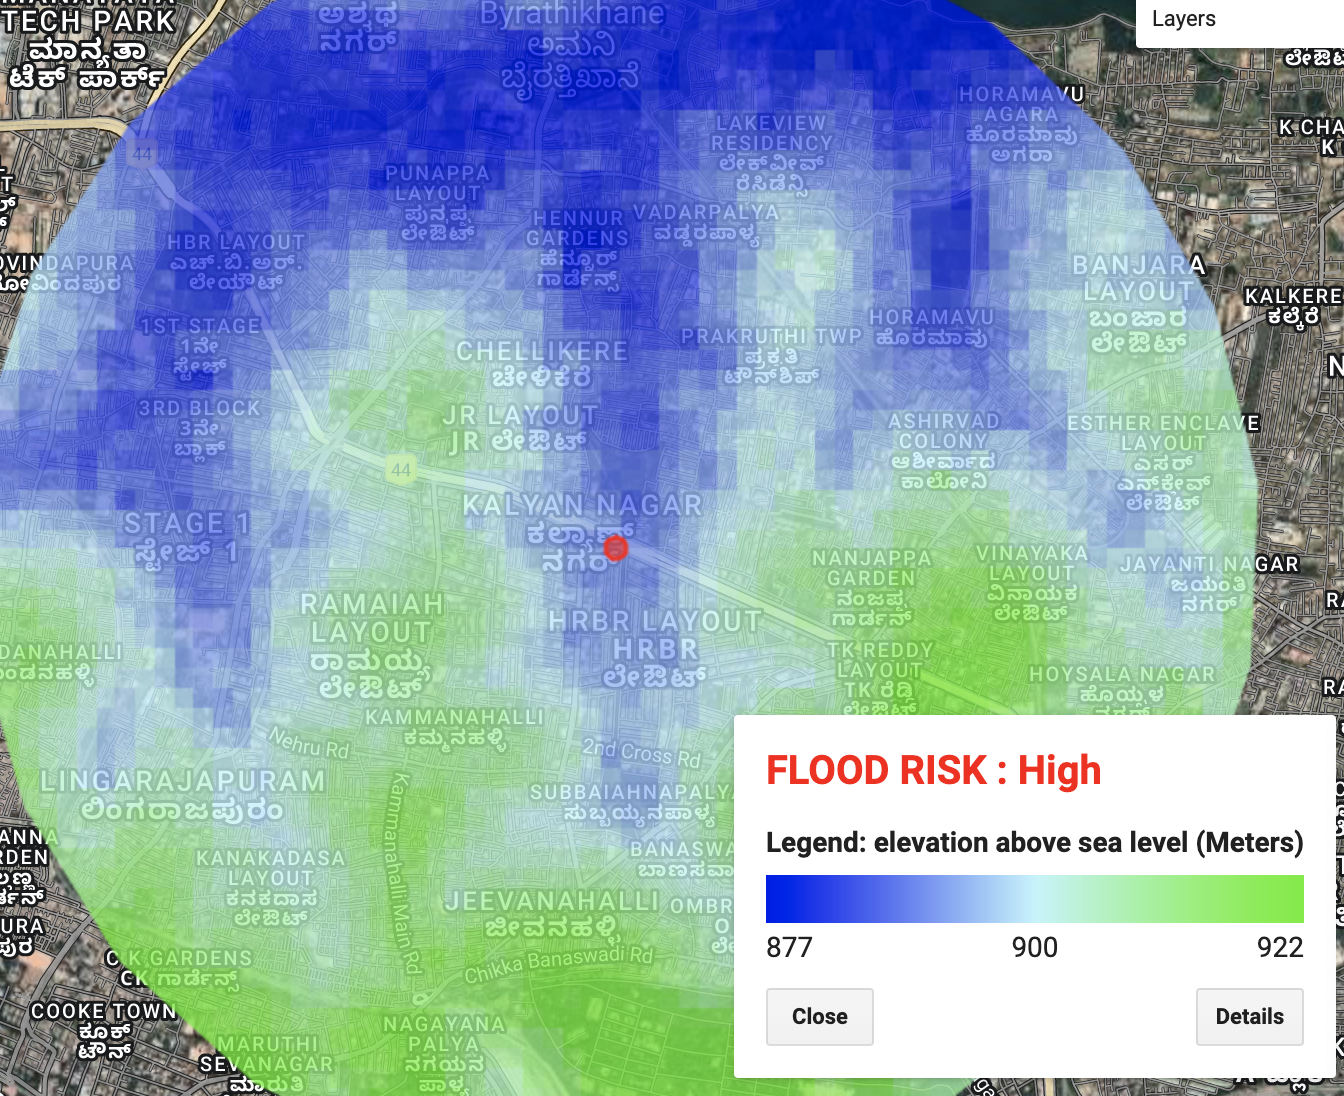 MANAYATA
TECH PARK
ಮಾನ್ಯತಾ
ಟೆಕ್ ಪಾರ್ಕ್
44
ಅಶ್ವಥ
ನಗರ್
Byrathikhane
ಅಮನಿ
ಬೈರತ್ತಿಖಾನೆ
Layers
HORAMAVU
AGARA
ಹೊರಮಾವು
ಅಗರಾ
K CHA
K
LAKEVIEW
RESIDENCY
ಲೇಕ್‌ವೀವ್
ರೆಸಿಡೆನ್ಸಿ
PUNAPPA
LAYOUT
ಪುನಪ್ಪ
ಲೇಔಟ್
HENNUR
GARDENS
ಹೆನ್ನೂರ್
ಗಾರ್ಡೆನ್ಸ್
VADARPALYA
ವಡ್ಡರಪಾಳ್ಯ
HBR LAYOUT
ಎಚ್.ಬಿ.ಆರ್.
ಲೇಯೌಟ್
OVINDAPURA
ೋವಿಂದಪುರ
BANJARA
LAYOUT
ಬಂಜಾರ
ಲೇಔಟ್
KALKERE
ಕಲ್ಕೆರೆ
1ST STAGE
1ನೇ
ಸ್ಟೇಜ್
CHELLIKERE
ಚೇಳಿಕೆರೆ
PRAKRUTHI TWP
ಪ್ರಕೃತಿ
ಟೌನ್‌ಶಿಪ್
HORAMAVU
ಹೊರಮಾವು
3RD BLOCK
3ನೇ
ಬ್ಲಾಕ್
JR LAYOUT
JR ಲೇಔಟ್
44
ASHIRVAD
COLONY
ಆಶೀರ್ವಾದ
ಕಾಲೋನಿ
ESTHER ENCLAVE
LAYOUT
ಎಸರ್
ಎನ್‌ಕ್ಲೇವ್
ಲೇಔಟ್
KALYAN NAGAR
ಕಲ್ಯಾಣ್
ನಗರ್
STAGE 1
ಸ್ಟೇಜ್ 1
NANJAPPA
GARDEN
ನಂಜಪ್ಪ
ಗಾರ್ಡೆನ್
VINAYAKA
LAYOUT
ವಿನಾಯಕ
ಲೇಔಟ್
JAYANTI NAGAR
ಜಯಂತಿ
ನಗರ್
RAMAIAH
LAYOUT
ರಾಮಯ್ಯ
ಲೇಔಟ್
HRBR LAYOUT
HRBR
ಲೇಔಟ್
DANAHALLI
TK REDDY
LAYOUT
TK ರೆಡ್ಡಿ
ಲೇಔಟ್
HOYSALA NAGAR
ಹೊಯ್ಸಳ
ನಗರ್
KAMMANAHALLI
ಕಮ್ಮನಹಳ್ಳಿ
Nehru Rd
2nd Cross Rd
LINGARAJAPURAM
ಲಿಂಗರಾಜಪುರಂ
Kammanahalli Main Rd
SUBBAIAHNAPALYA
ಸುಬ್ಬಯ್ಯನಪಾಳ್ಯ
KANAKADASA
LAYOUT
ಕನಕದಾಸ
ಲೇಔಟ್
BANASWA
ಬಾಣಸವಾ
JEEVANAHALLI
ಜೀವನಹಳ್ಳಿ
OMBR
Chikka Banaswadi Rd
C K GARDENS
CK ಗಾರ್ಡೆನ್ಸ್
COOKE TOWN
ಕೂಕ್
ಟೌನ್
MARUTHI
SEVANAGAR
ಮಾರುತಿ
NAGAYANA
PALYA
ನಗಯನ
ಪಾಳ್ಯ
FLOOD RISK : High
Legend: elevation above sea level (Meters)
877 900 922
Close
Details